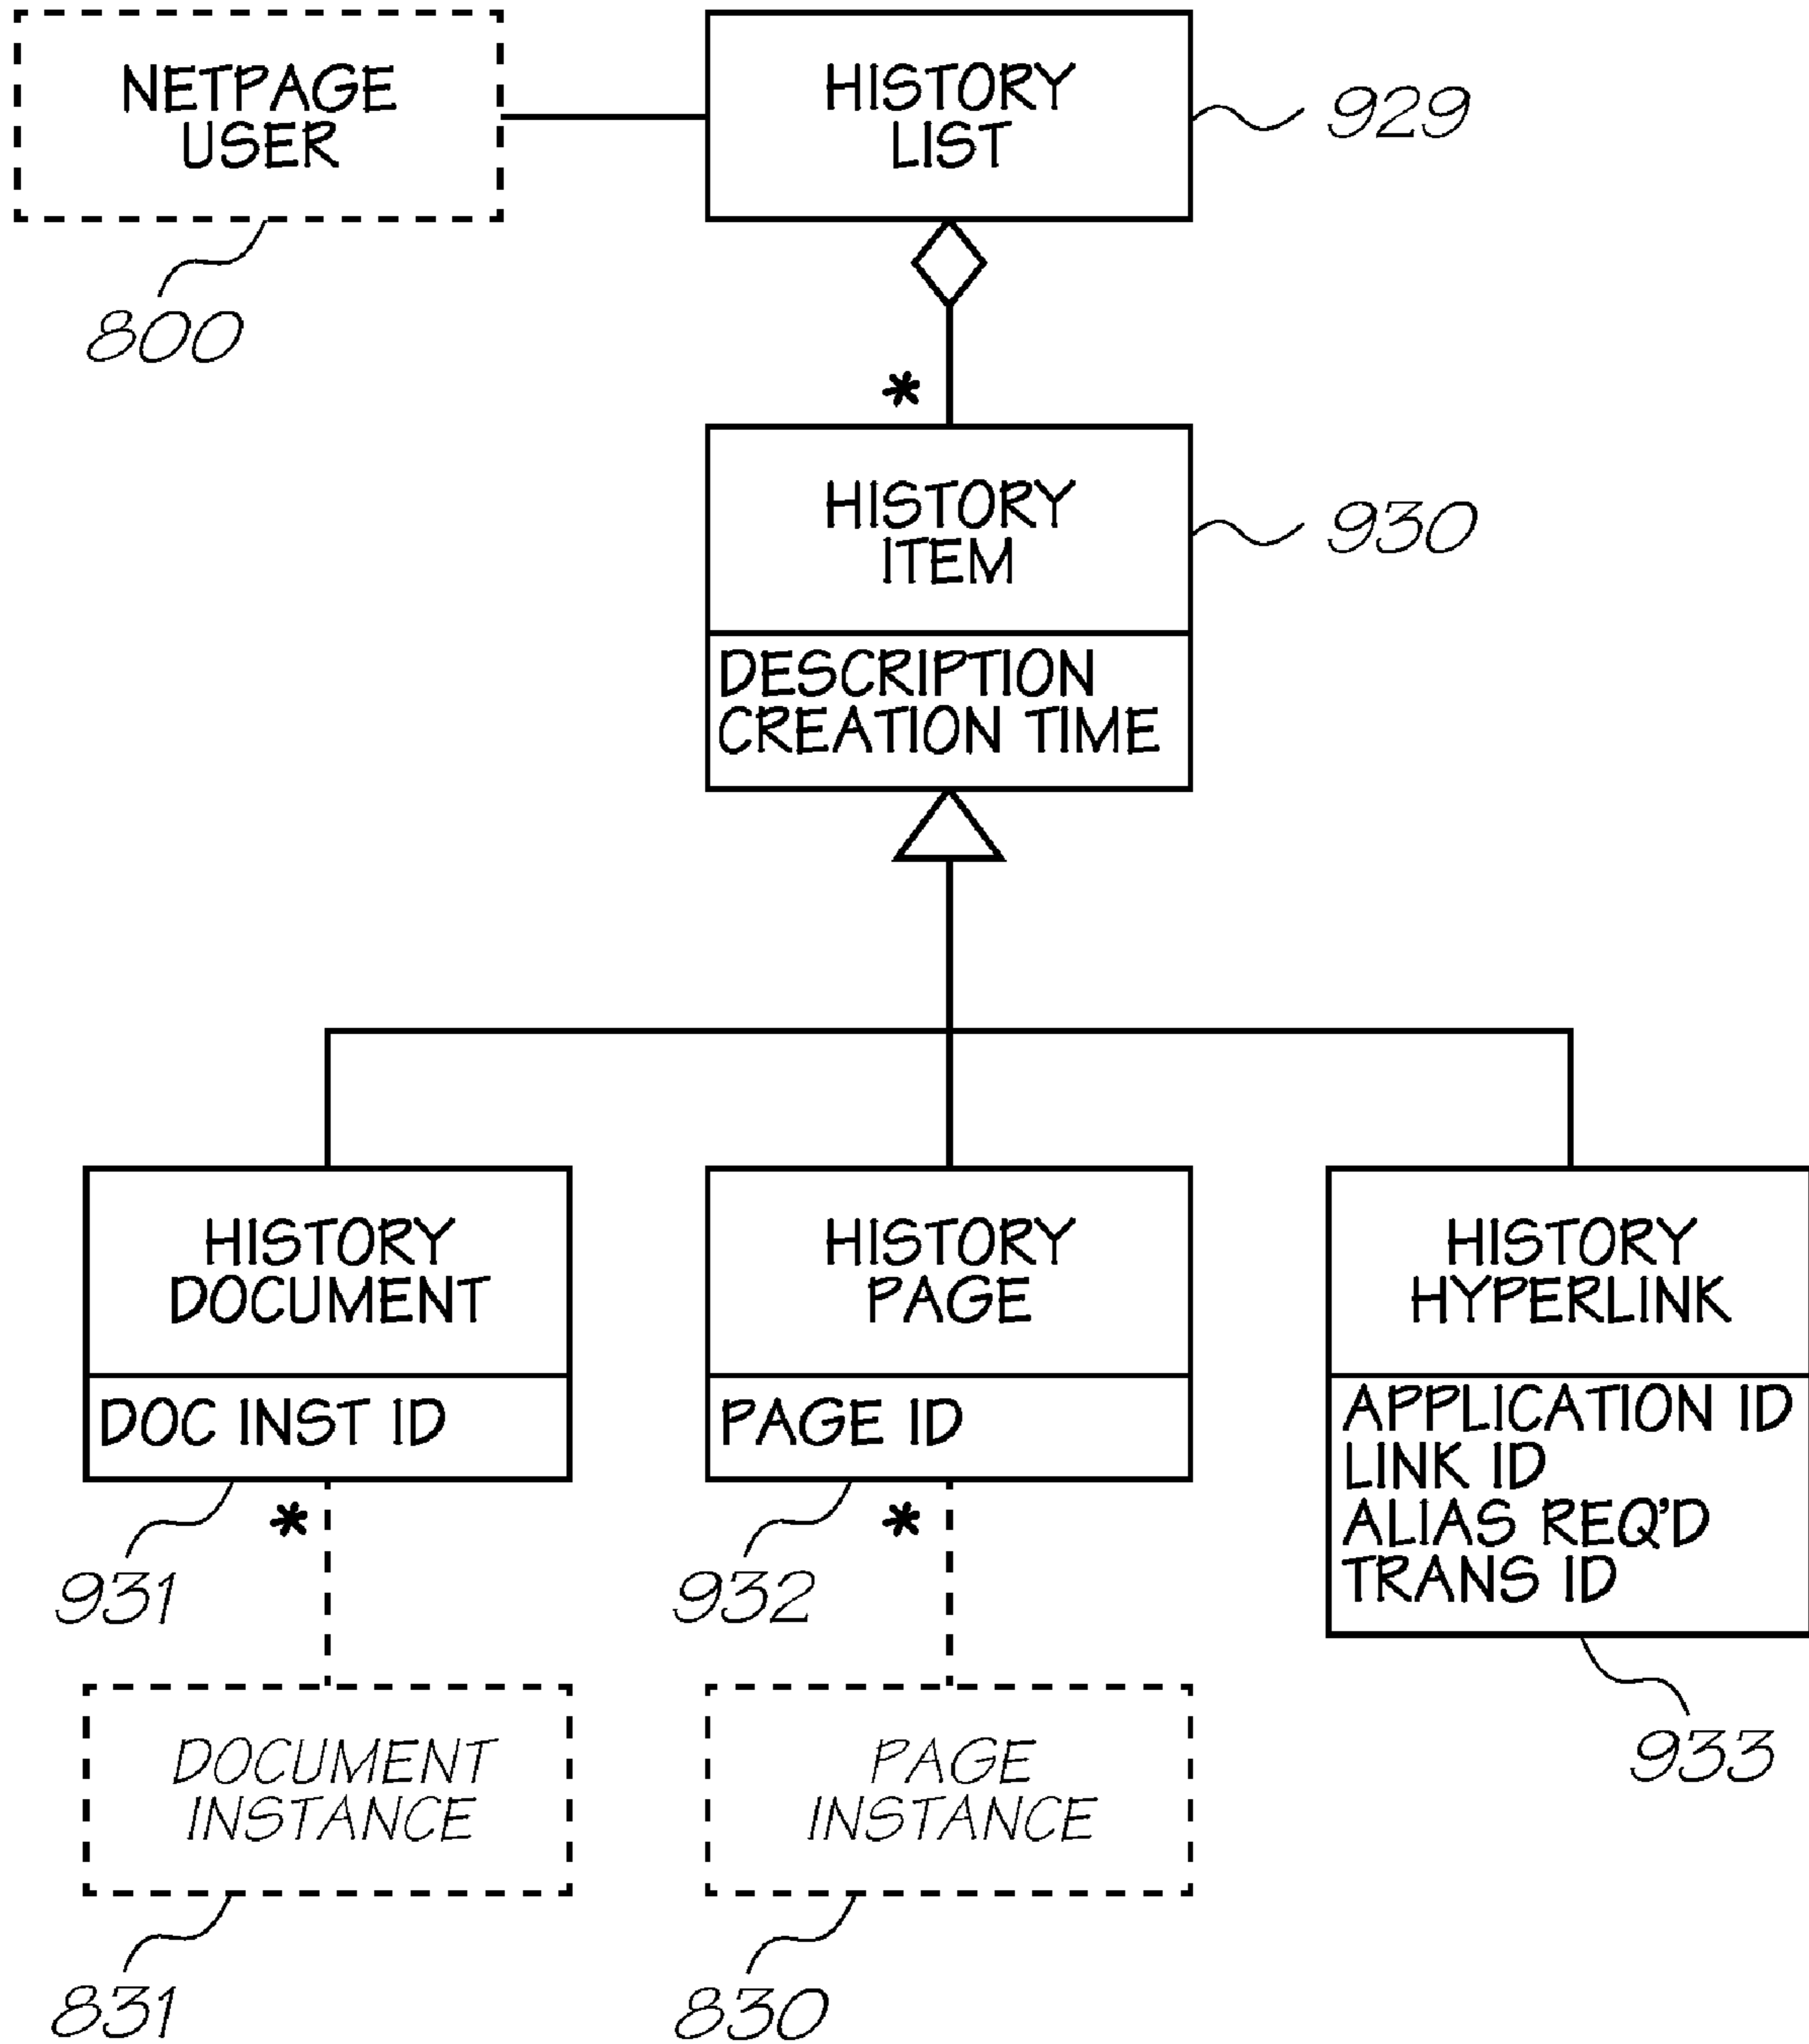 NETPAGE
USER
800
HISTORY
LIST
929
*
HISTORY
ITEM
930
DESCRIPTION
CREATION TIME
HISTORY
DOCUMENT
DOC INST ID
*
931
HISTORY
PAGE
PAGE ID
*
932
HISTORY
HYPERLINK
APPLICATION ID
LINK ID
ALIAS REQ'D
TRANS ID
933
DOCUMENT
INSTANCE
831
PAGE
INSTANCE
830